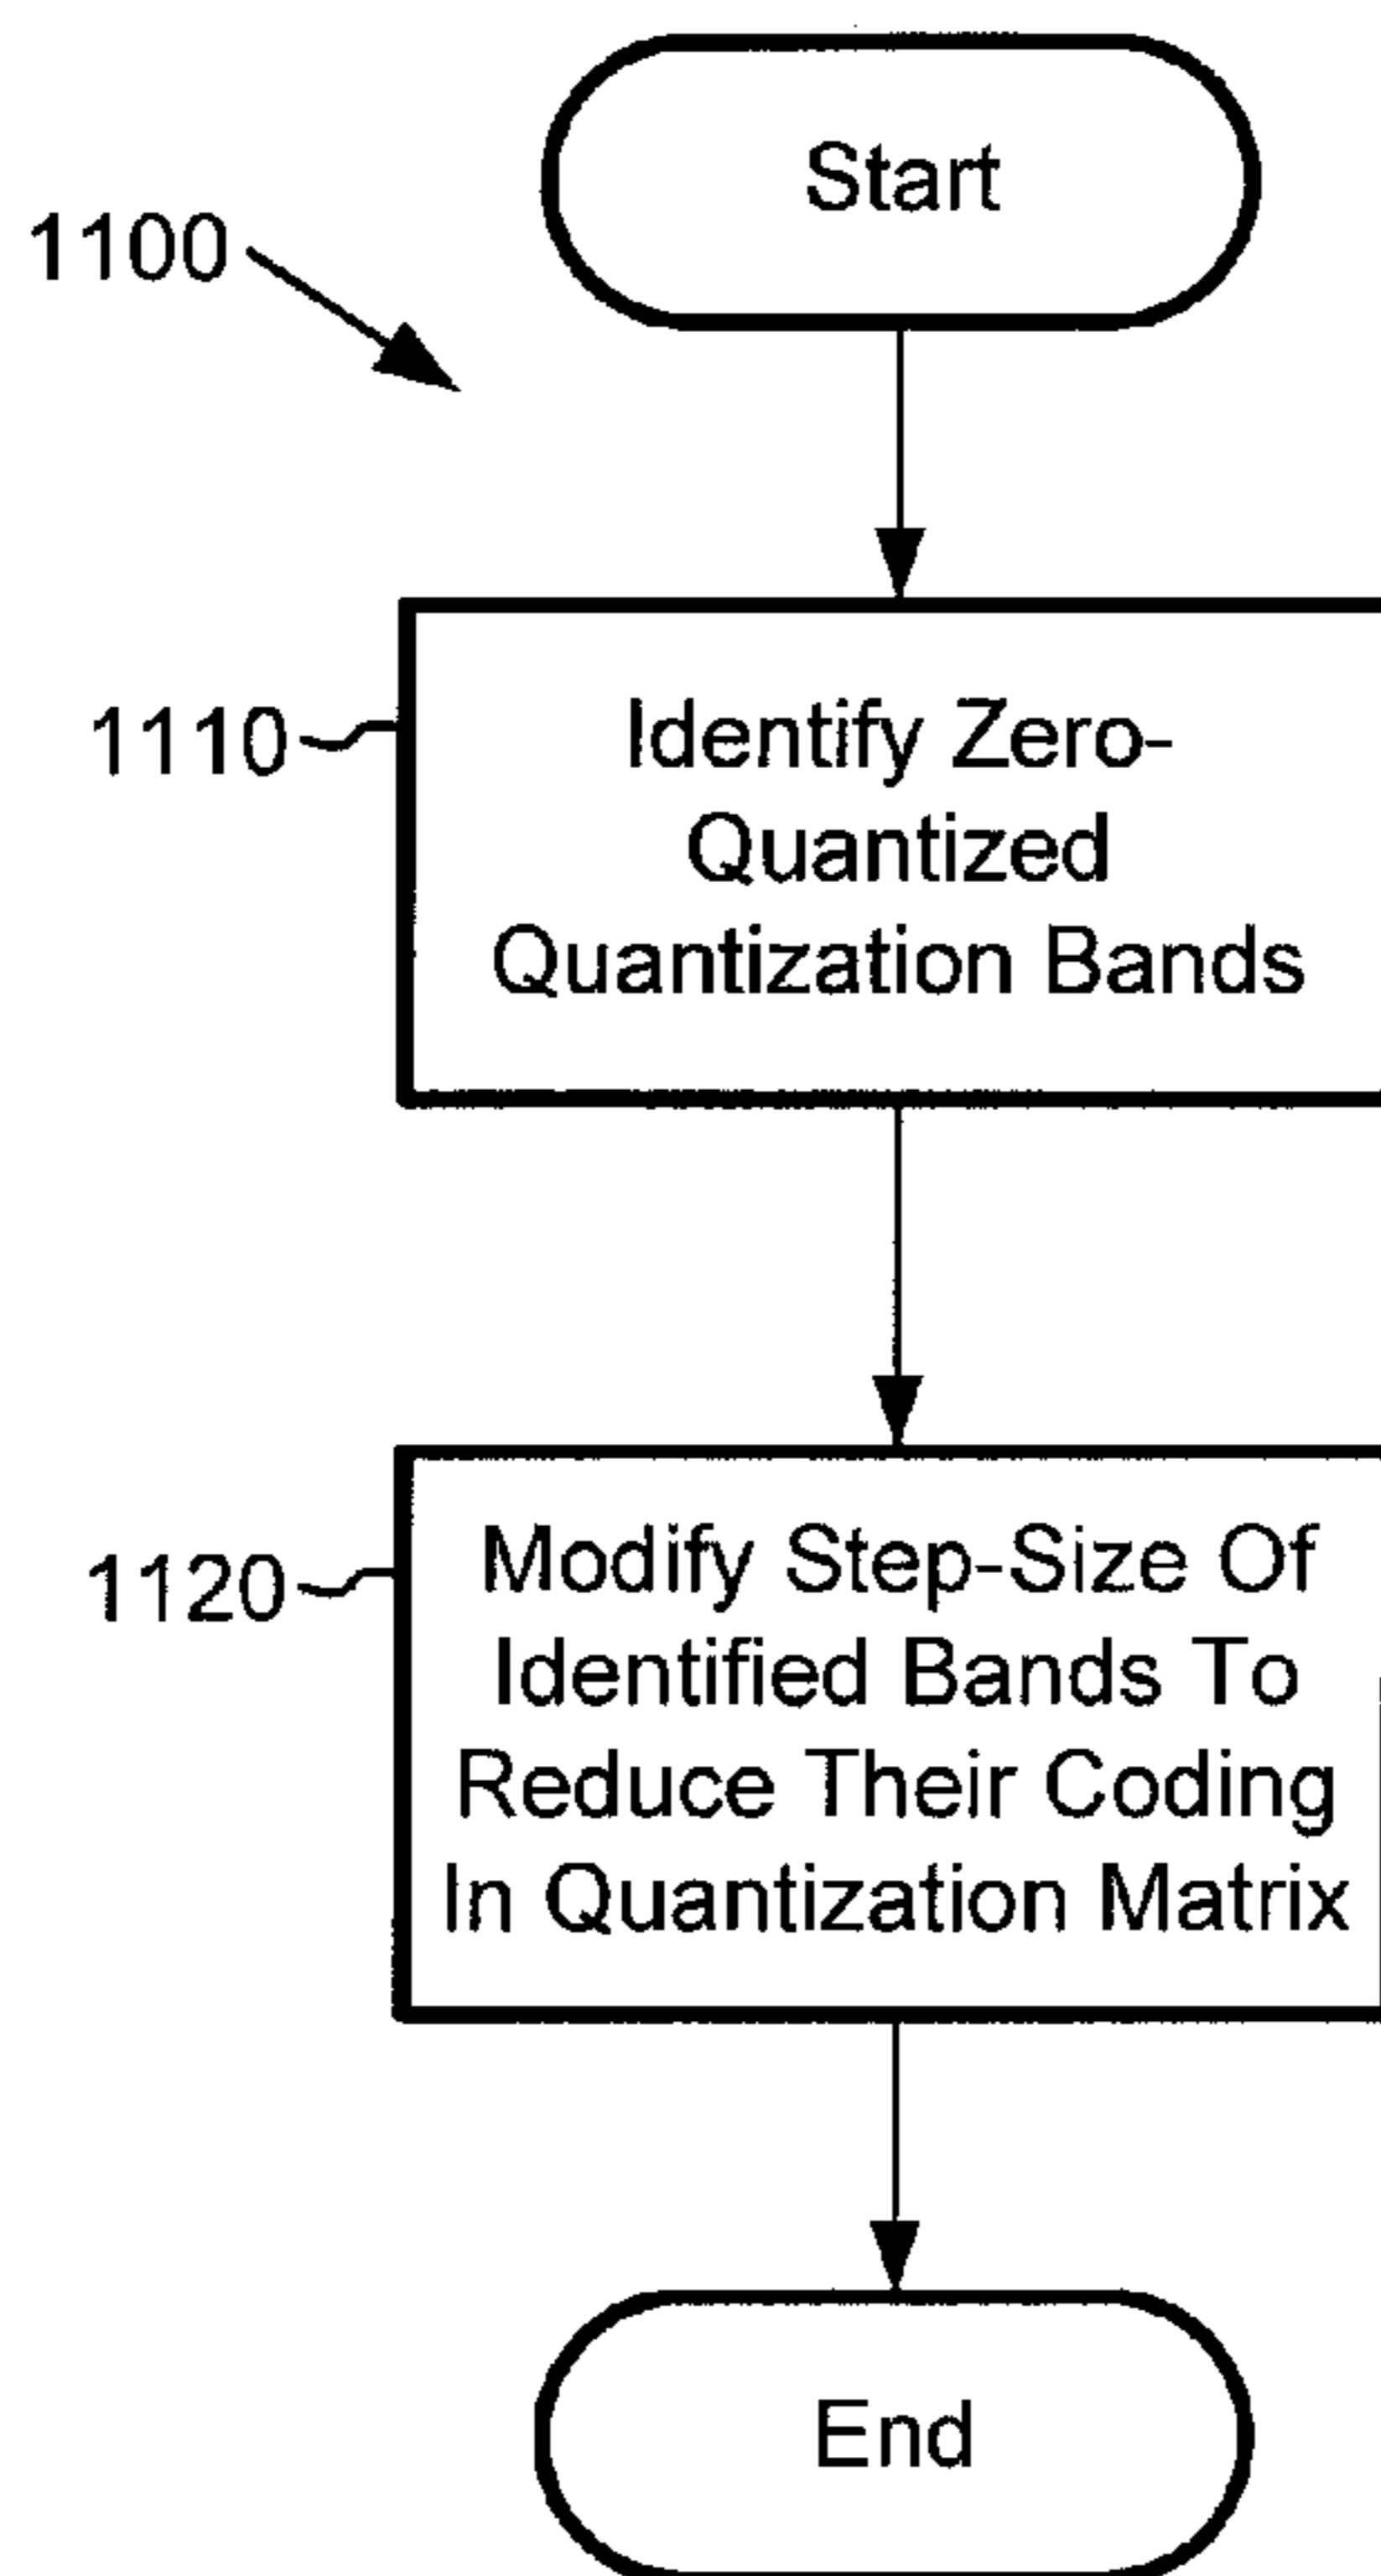 Start
1100
1110
Identify Zero-
Quantized
Quantization Bands
1120
Modify Step-Size Of
Identified Bands To
Reduce Their Coding
In Quantization Matrix
End